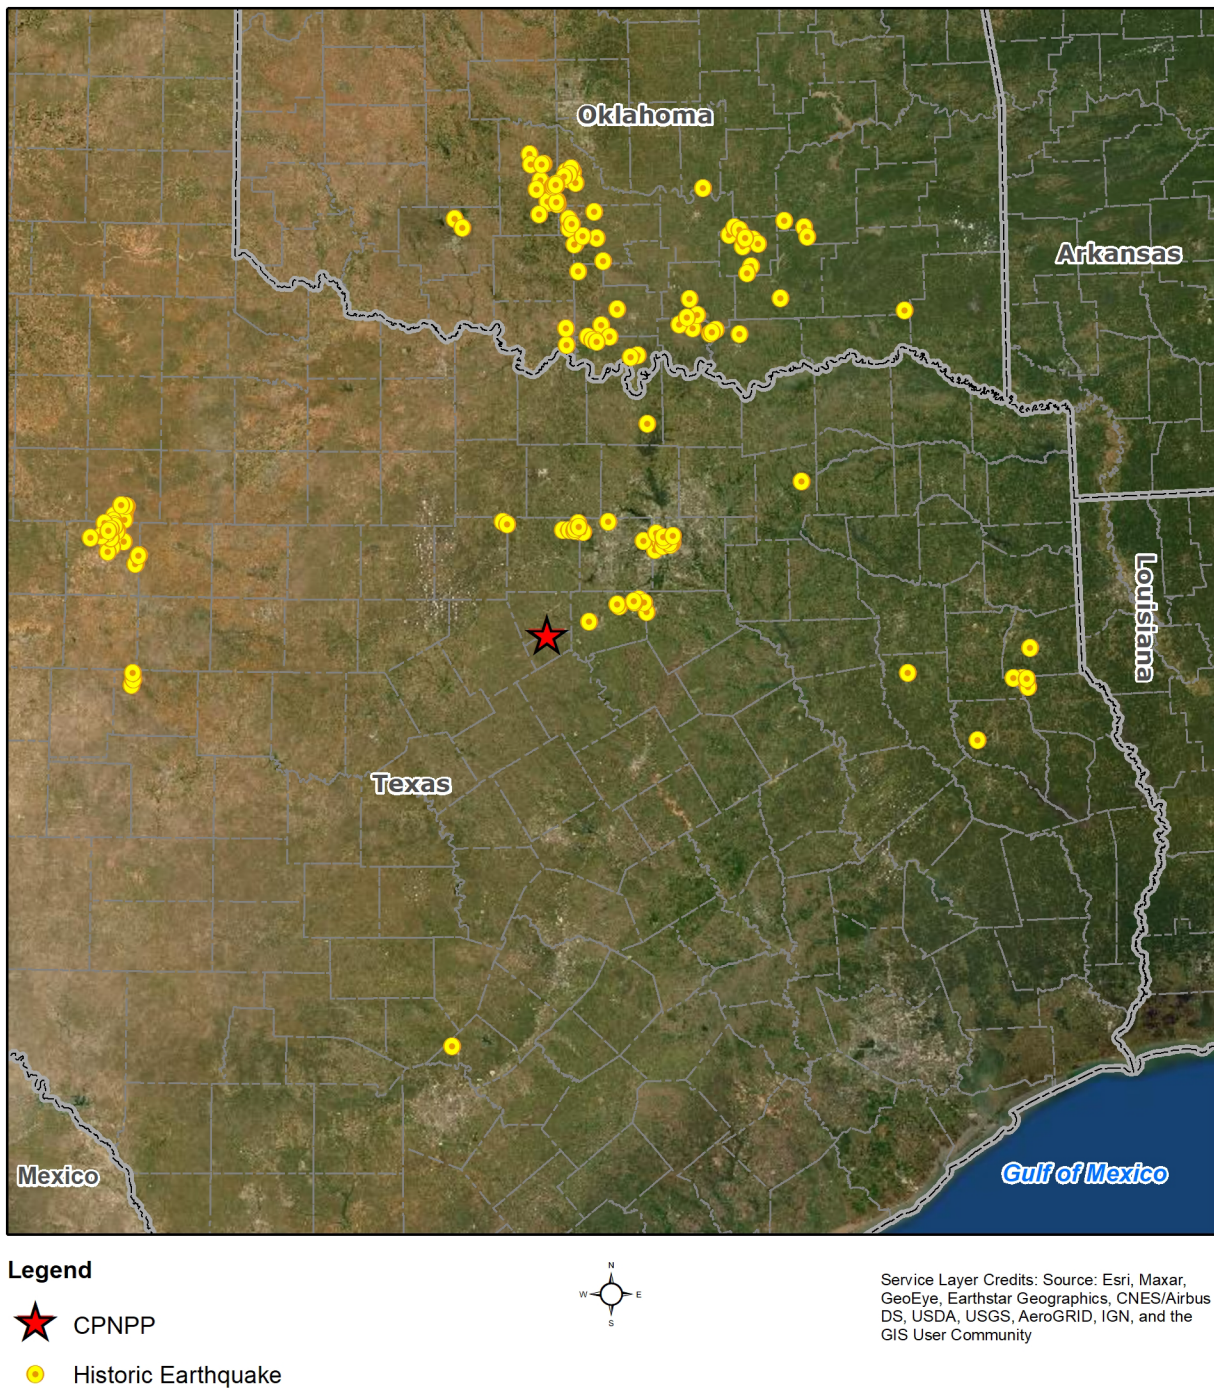 Oklahoma
Arkansas
Louisiana
Texas
Mexico
Gulf of Mexico
Legend
CPNPP
Historic Earthquake
N
W
E
S
Service Layer Credits: Source: Esri, Maxar,
GeoEye, Earthstar Geographics, CNES/Airbus
DS, USDA, USGS, AeroGRID, IGN, and the
GIS User Community